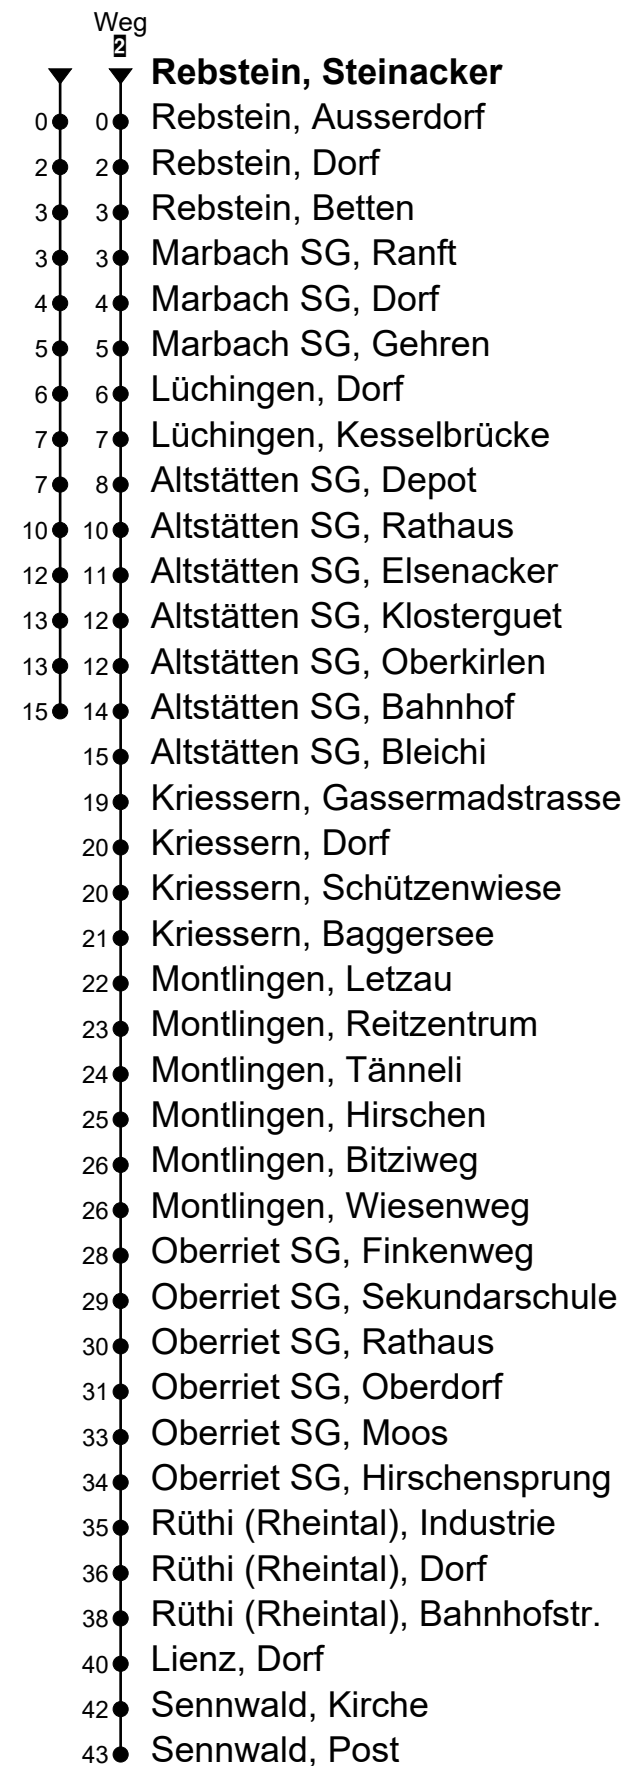 Weg
2
Rebstein, Steinacker
0 0 Rebstein, Ausserdorf
2 2 Rebstein, Dorf
3 3 Rebstein, Betten
3 3 Marbach SG, Ranft
4 4 Marbach SG, Dorf
5 5 Marbach SG, Gehren
6 6 Lüchingen, Dorf
7 7 Lüchingen, Kesselbrücke
7 8 Altstätten SG, Depot
10 10 Altstätten SG, Rathaus
12 11 Altstätten SG, Elsenacker
13 12 Altstätten SG, Klosterguet
13 12 Altstätten SG, Oberkirlen
15 14 Altstätten SG, Bahnhof
15 Altstätten SG, Bleichi
19 Kriessern, Gassermadstrasse
20 Kriessern, Dorf
20 Kriessern, Schützenwiese
21 Kriessern, Baggersee
22 Montlingen, Letzau
23 Montlingen, Reitzentrum
24 Montlingen, Tänneli
25 Montlingen, Hirschen
26 Montlingen, Bitziweg
26 Montlingen, Wiesenweg
28 Oberriet SG, Finkenweg
29 Oberriet SG, Sekundarschule
30 Oberriet SG, Rathaus
31 Oberriet SG, Oberdorf
33 Oberriet SG, Moos
34 Oberriet SG, Hirschensprung
35 Rüthi (Rheintal), Industrie
36 Rüthi (Rheintal), Dorf
38 Rüthi (Rheintal), Bahnhofstr.
40 Lienz, Dorf
42 Sennwald, Kirche
43 Sennwald, Post